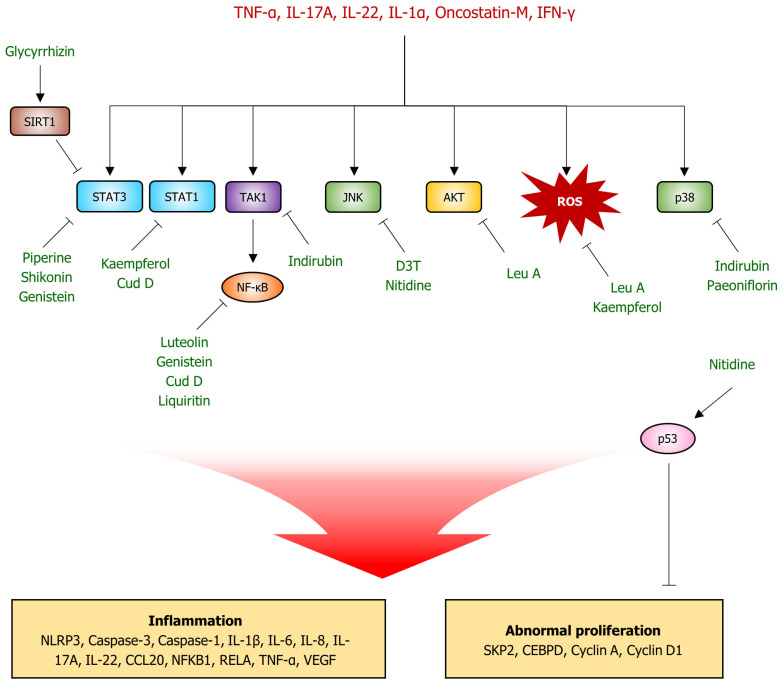 TNF-α, IL-17A, IL-22, IL-1α, Oncostatin-M, IFN-γ
Glycyrrhizin
SIRT1
STAT3
STAT1
TAK1
JNK
AKT
ROS
p38
Piperine
Shikonin
Genistein
Kaempferol
Cud D
Indirubin
NF-κB
D3T
Nitidine
Leu A
Leu A
Kaempferol
Indirubin
Paeoniflorin
Luteolin
Genistein
Cud D
Liquiritin
Nitidine
p53
Inflammation
NLRP3, Caspase-3, Caspase-1, IL-1β, IL-6, IL-8, IL-
17A, IL-22, CCL20, NFKB1, RELA, TNF-α, VEGF
Abnormal proliferation
SKP2, CEBPD, Cyclin A, Cyclin D1